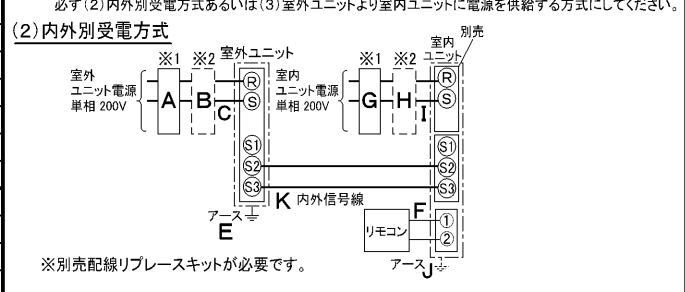 必ず(2)内外別受電方式あるいは(3)室外ユニットより室内ユニットに電源を供給する方式にしてください。
(2)内外別受電方式
別売
※1 ※2 室外ユニット ※1 ※2 室内ユニット
室外
ユニット電源
単相 200V
A B C
R
S
室内
ユニット電源
単相 200V
G H I
R
S
S1
S2
S3
S1
S2
S3
K 内外信号線
アース
E
リモコン
F
1
2
アース J
※別売配線リプレースキットが必要です。